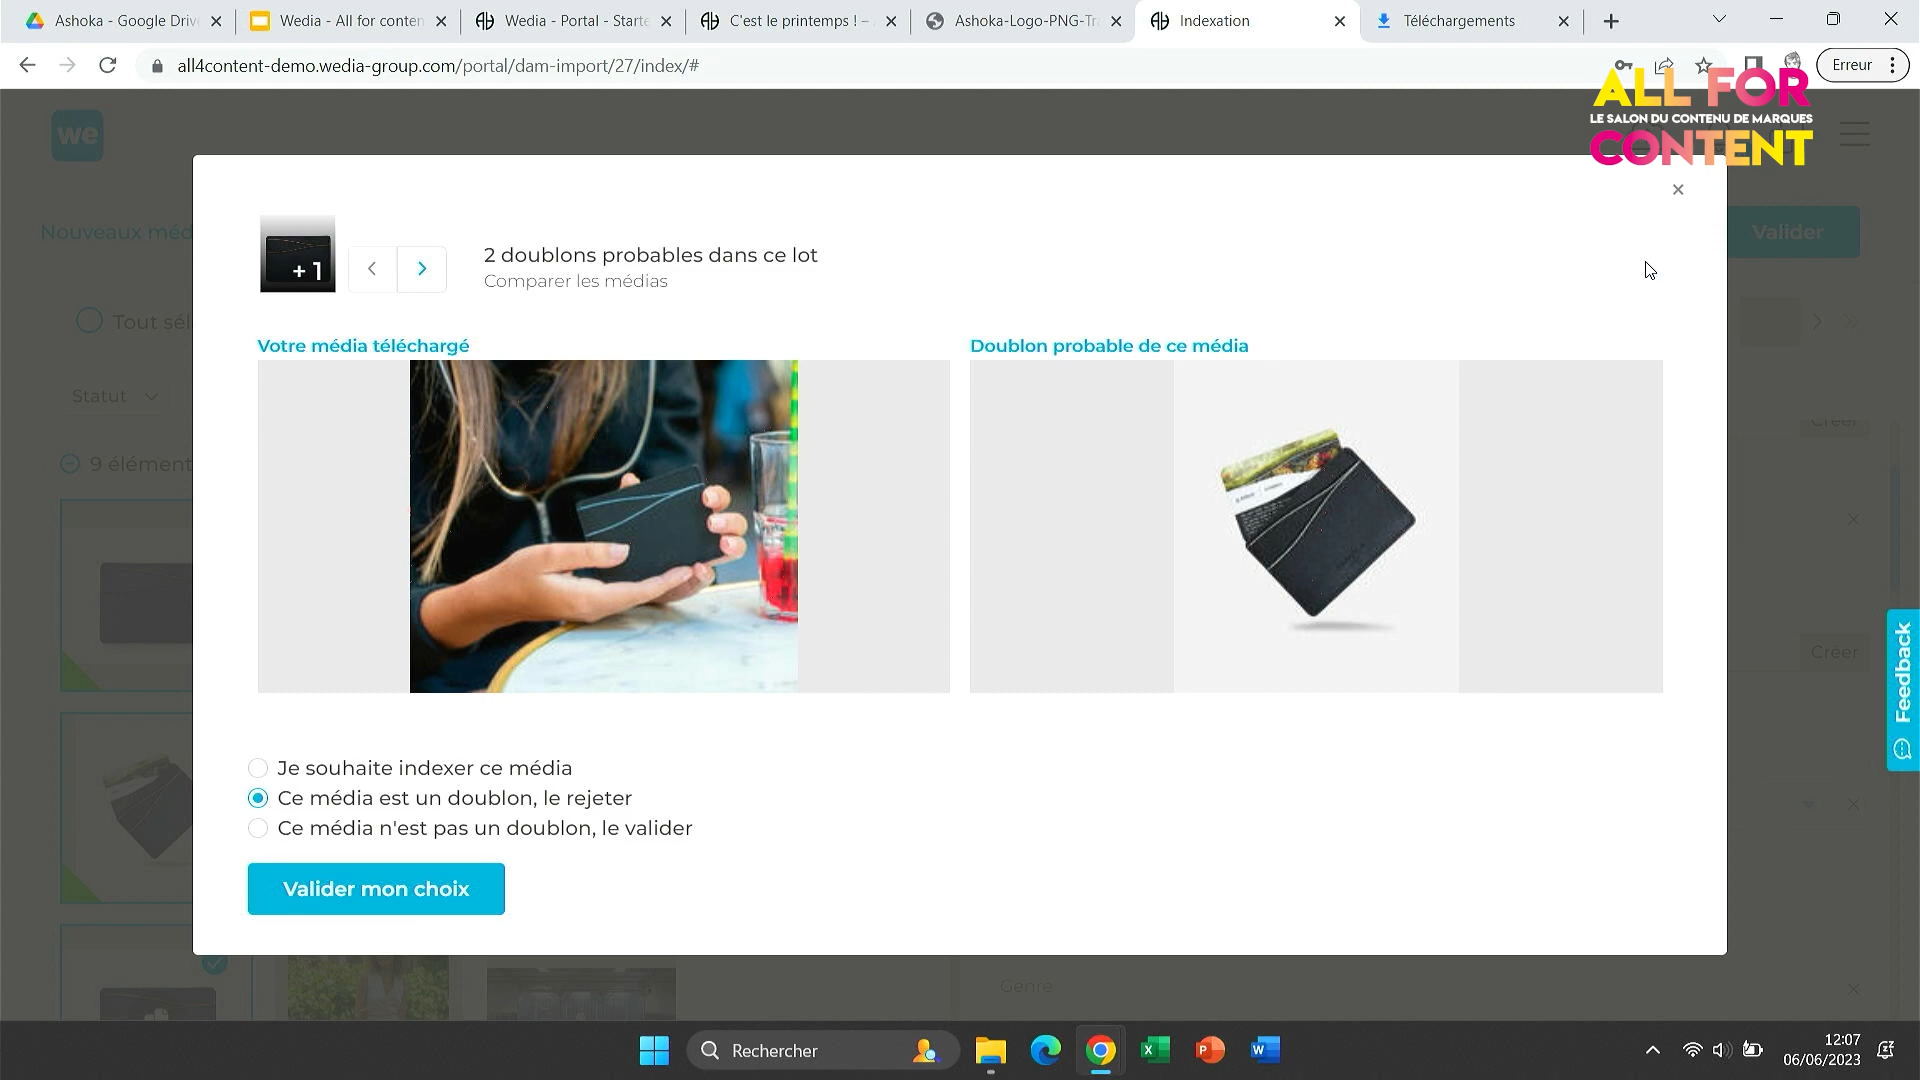 Ashoka - Google Driv
Wedia - All for conten
Wedia - Portal - Starte
C'est le printemps ! –
Ashoka-Logo-PNG-Tr
Indexation
Téléchargements
all4content-demo.wedia-group.com/portal/dam-import/27/index/#
Erreur
ALL FOR
LE SALON DU CONTENU DE MARQUES
CONTENT
we
Nouveaux méd
Valider
+ 1
2 doublons probables dans ce lot
Comparer les médias
Tout sél
Votre média téléchargé
Doublon probable de ce média
Statut
Créer
9 élément
Créer
Feedback
Je souhaite indexer ce média
Ce média est un doublon, le rejeter
Ce média n'est pas un doublon, le valider
Valider mon choix
Genre
Rechercher
12:07
06/06/2023